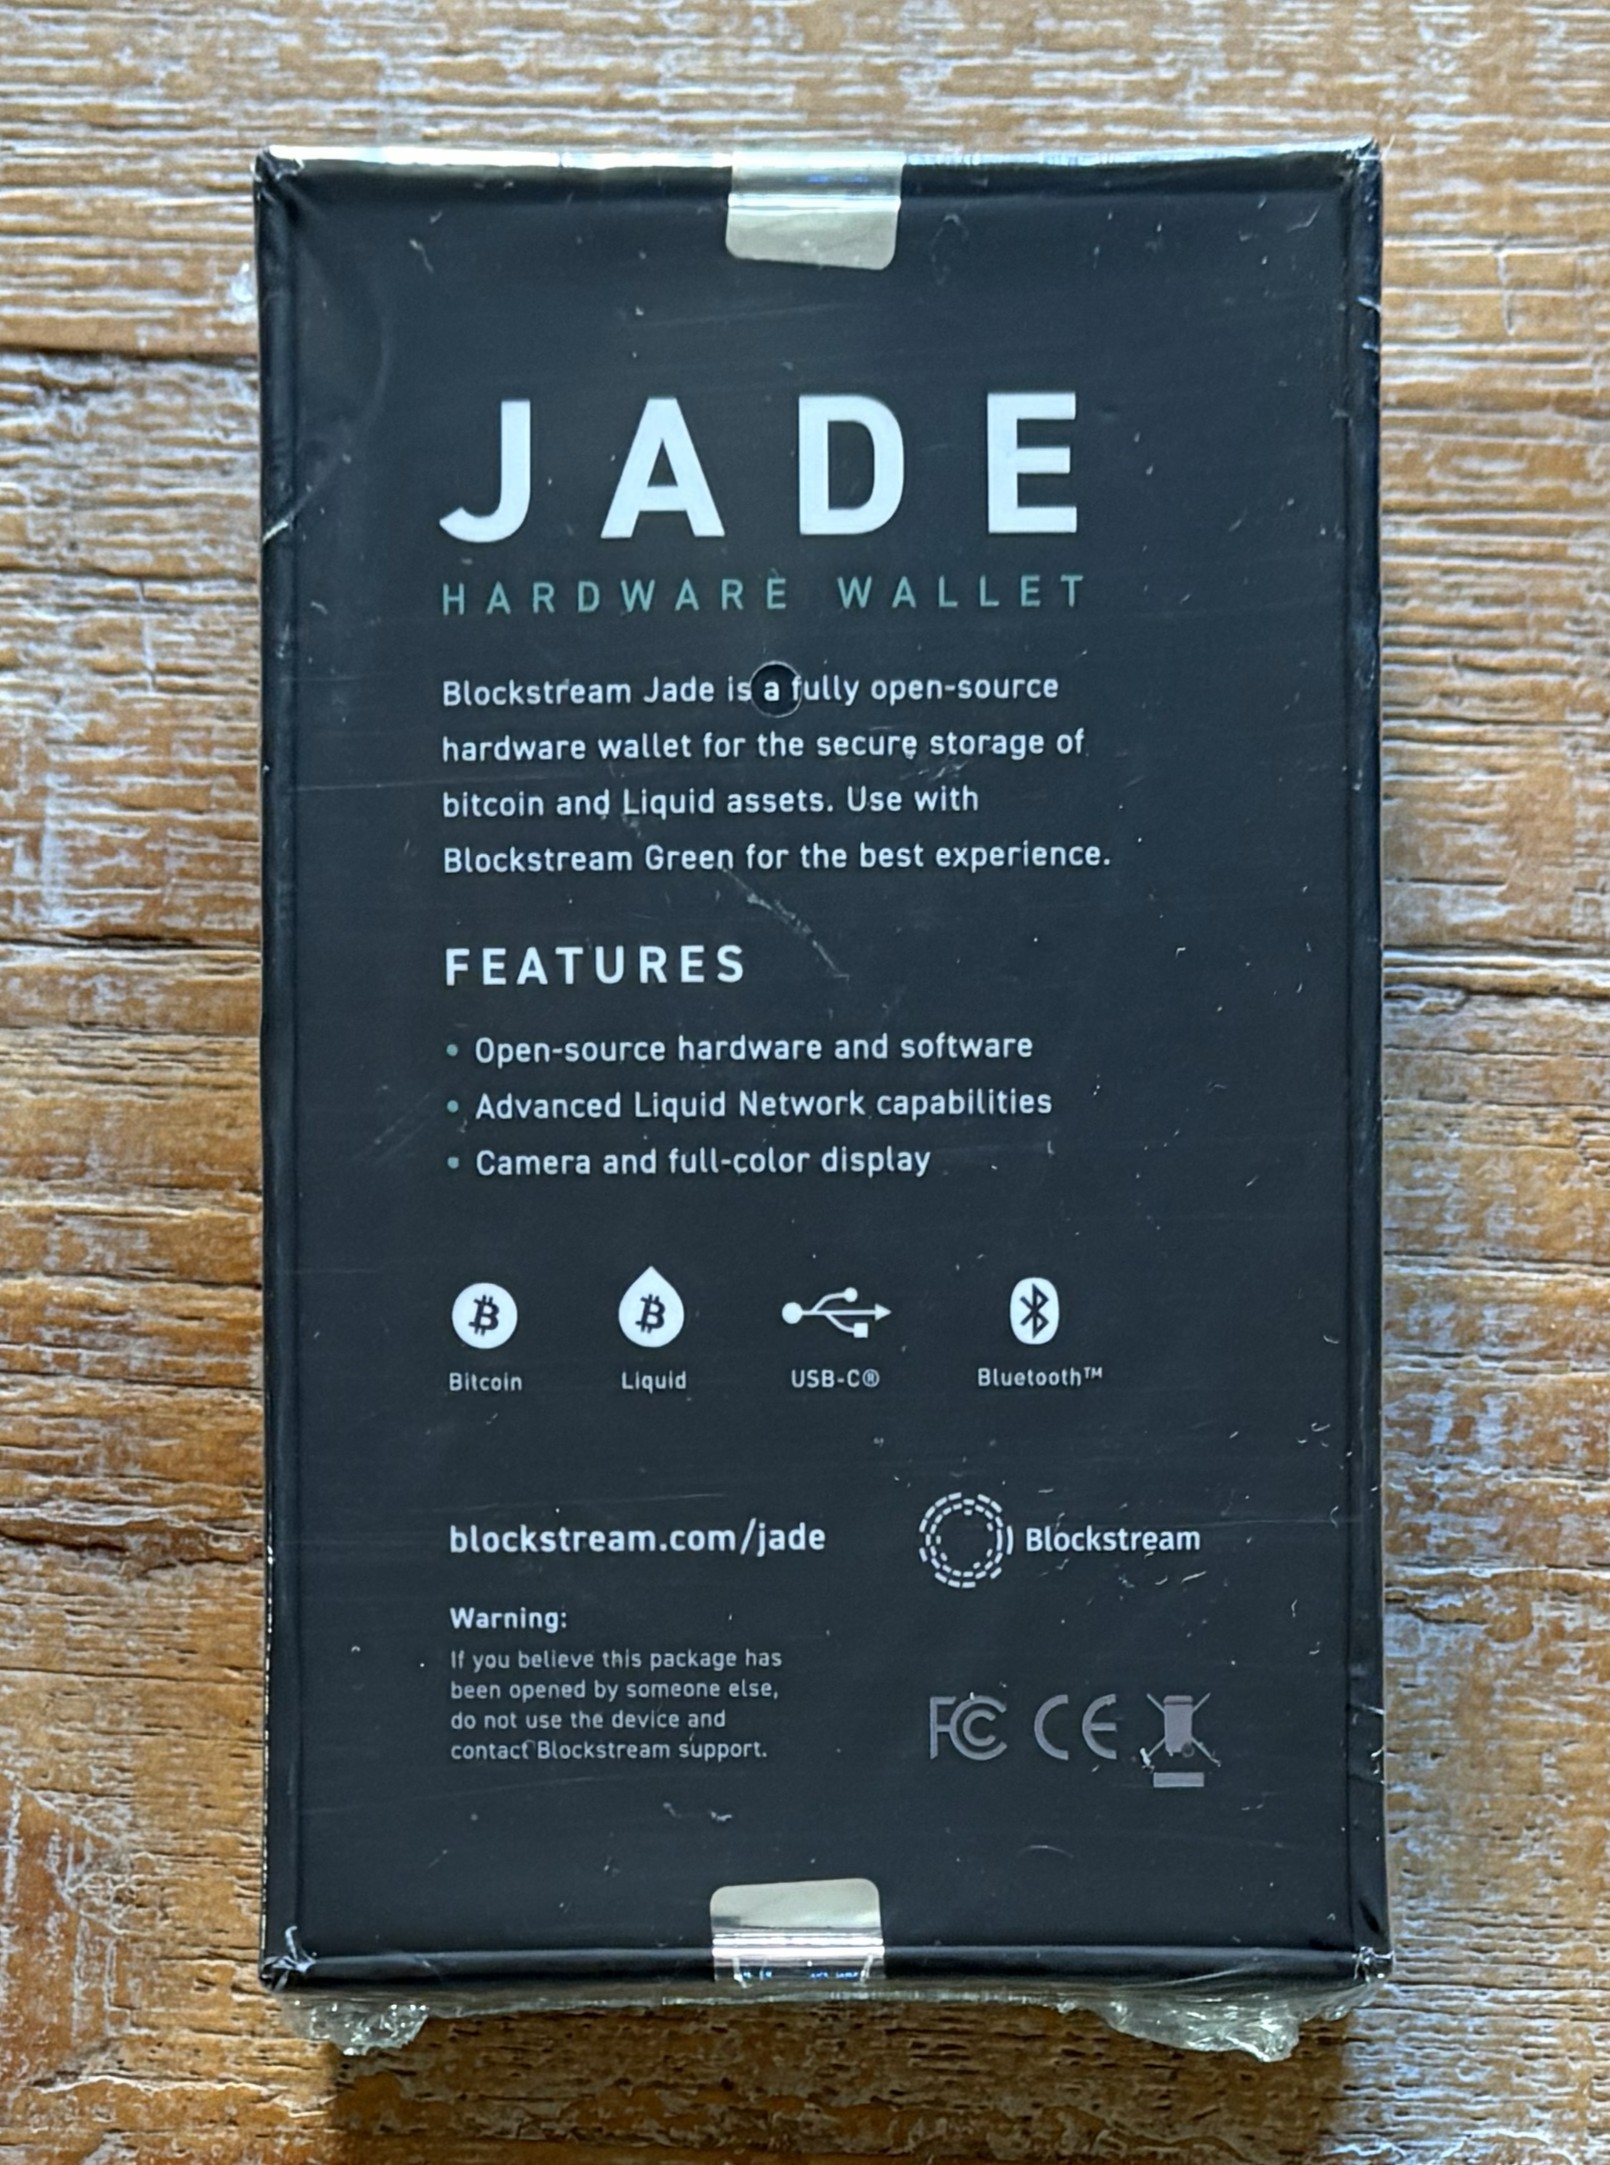 JADE
HARDWARE WALLET
Blockstream Jade is a fully open-source
hardware wallet for the secure storage of
bitcoin and Liquid assets. Use with
Blockstream Green for the best experience.
FEATURES
• Open-source hardware and software
• Advanced Liquid Network capabilities
• Camera and full-color display
Bitcoin Liquid USB-C® Bluetooth™
blockstream.com/jade Blockstream
Warning:
If you believe this package has
been opened by someone else,
do not use the device and
contact Blockstream support.
FC CE